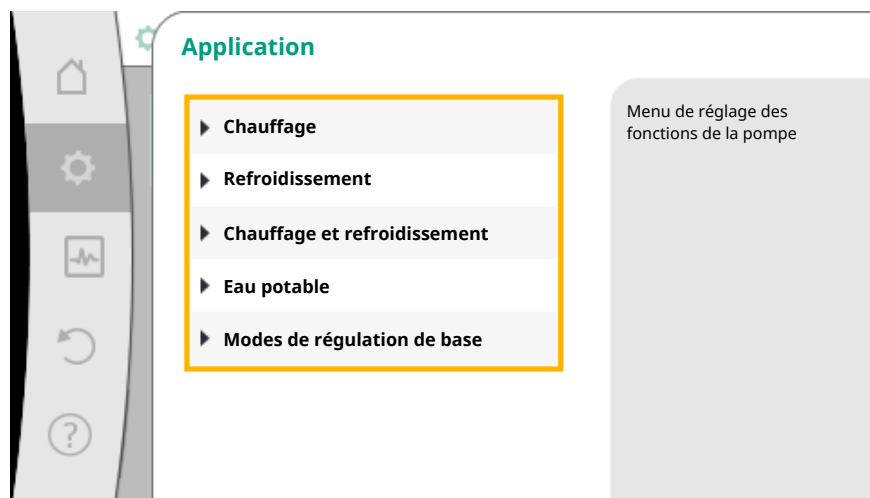 Application
Chauffage
Refroidissement
Chauffage et refroidissement
Eau potable
Modes de régulation de base
Menu de réglage des
fonctions de la pompe
?